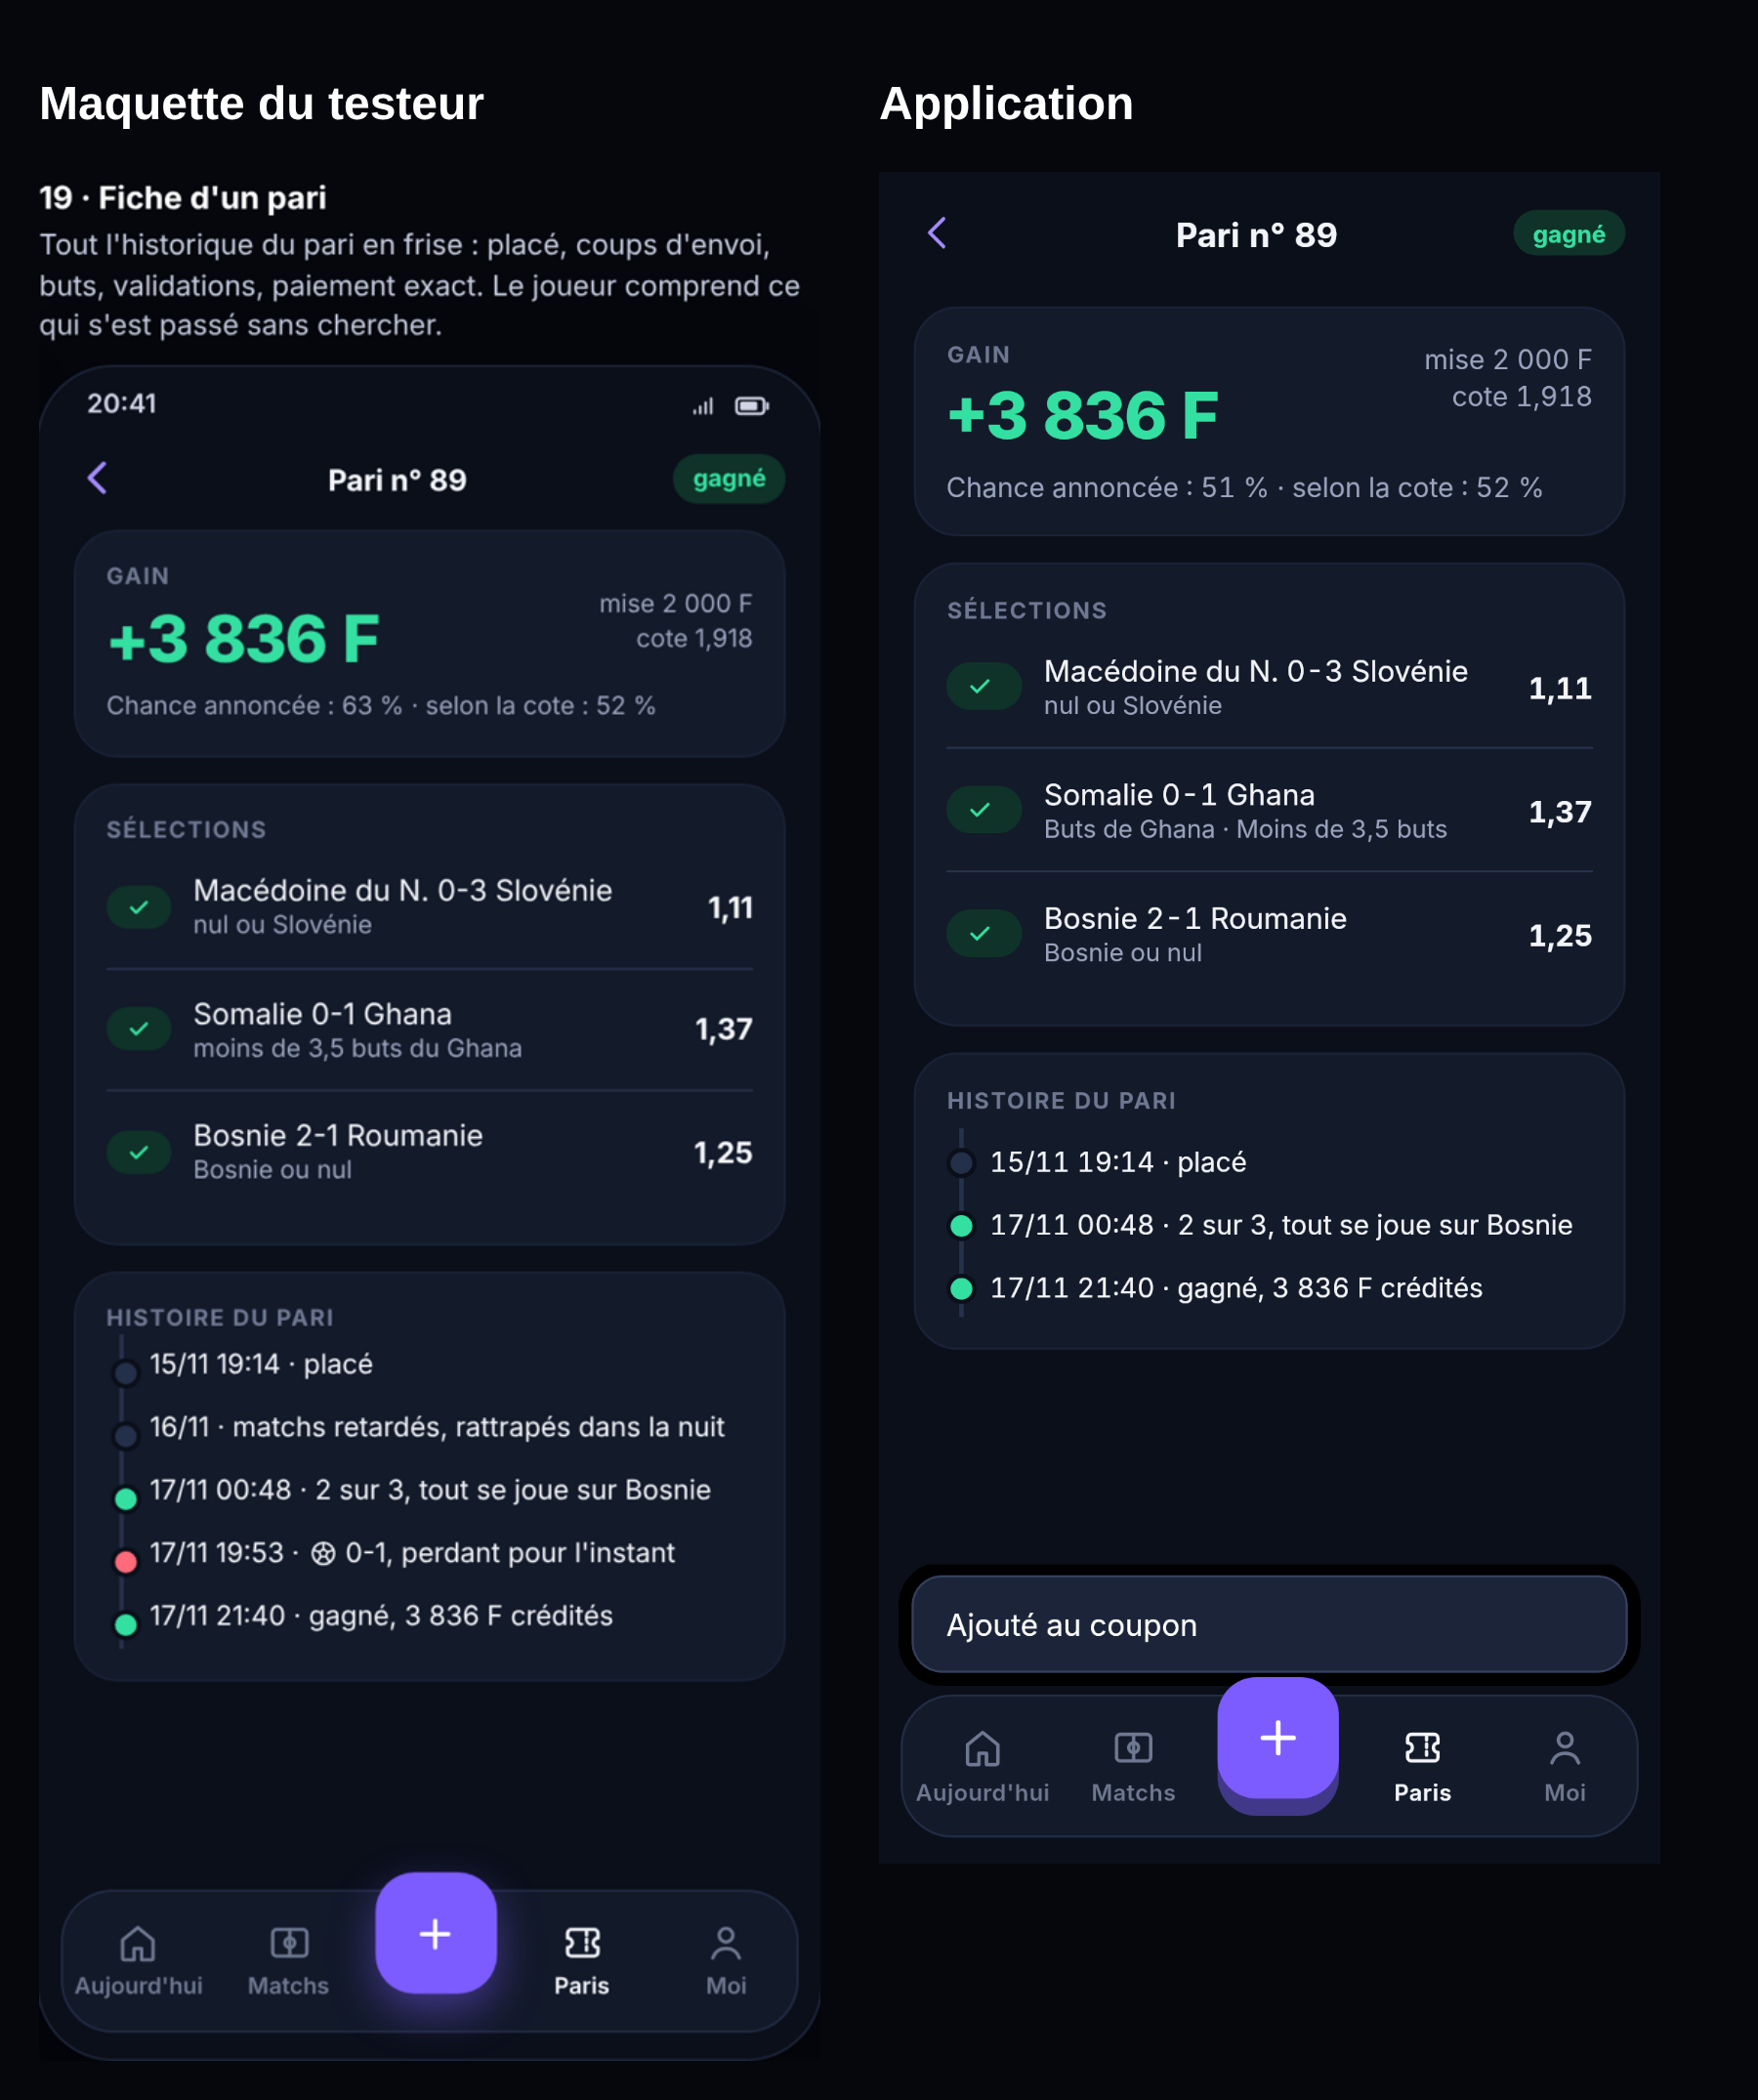 Maquette du testeur
19 · Fiche d'un pari
Tout l'historique du pari en frise : placé, coups d'envoi,
buts, validations, paiement exact. Le joueur comprend ce
qui s'est passé sans chercher.
20:41
Pari n° 89
gagné
GAIN
+3 836 F
mise 2 000 F
cote 1,918
Chance annoncée : 63 % · selon la cote : 52 %
SÉLECTIONS
Macédoine du N. 0-3 Slovénie
nul ou Slovénie
1,11
Somalie 0-1 Ghana
moins de 3,5 buts du Ghana
1,37
Bosnie 2-1 Roumanie
Bosnie ou nul
1,25
HISTOIRE DU PARI
15/11 19:14 · placé
16/11 · matchs retardés, rattrapés dans la nuit
17/11 00:48 · 2 sur 3, tout se joue sur Bosnie
17/11 19:53 · ⚽ 0-1, perdant pour l'instant
17/11 21:40 · gagné, 3 836 F crédités
Aujourd'hui
Matchs
+
Paris
Moi
Application
Pari n° 89
gagné
GAIN
+3 836 F
mise 2 000 F
cote 1,918
Chance annoncée : 51 % · selon la cote : 52 %
SÉLECTIONS
Macédoine du N. 0-3 Slovénie
nul ou Slovénie
1,11
Somalie 0-1 Ghana
Buts de Ghana · Moins de 3,5 buts
1,37
Bosnie 2-1 Roumanie
Bosnie ou nul
1,25
HISTOIRE DU PARI
15/11 19:14 · placé
17/11 00:48 · 2 sur 3, tout se joue sur Bosnie
17/11 21:40 · gagné, 3 836 F crédités
Ajouté au coupon
Aujourd'hui
Matchs
+
Paris
Moi